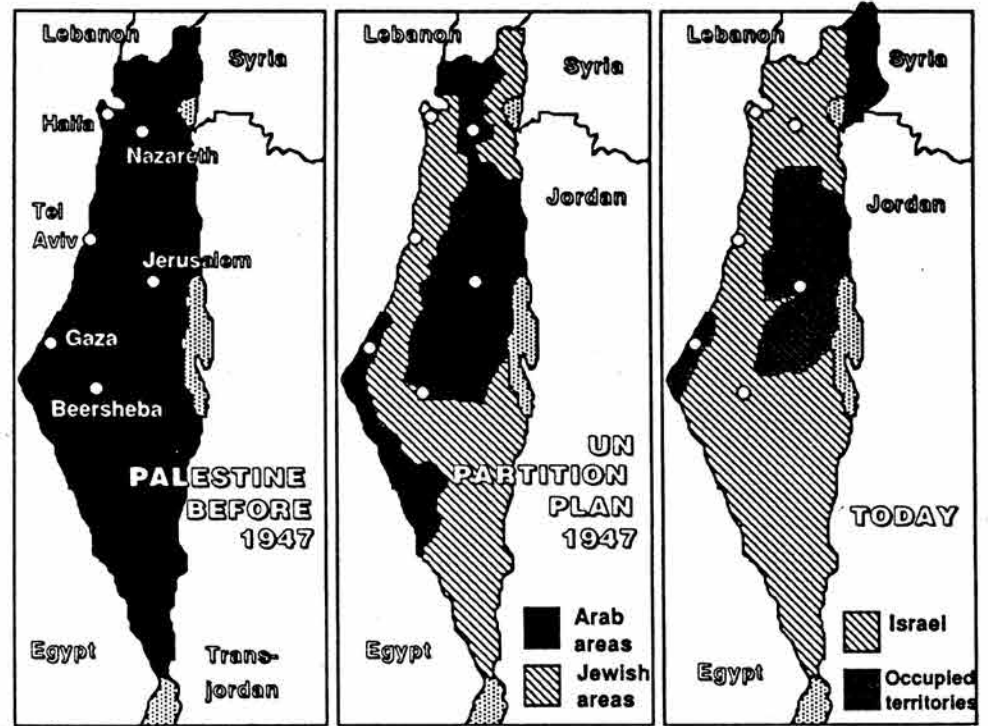 Lebanon
Syria
Haifa
Nazareth
Tel
Aviv
Jerusalem
Gaza
Beersheba
PALESTINE
BEFORE
1947
Egypt
Trans-
jordan
Lebanon
Syria
Jordan
UN
PARTITION
PLAN
1947
Arab
areas
Jewish
areas
Lebanon
Syria
Jordan
TODAY
Israel
Egypt
Occupied
territories